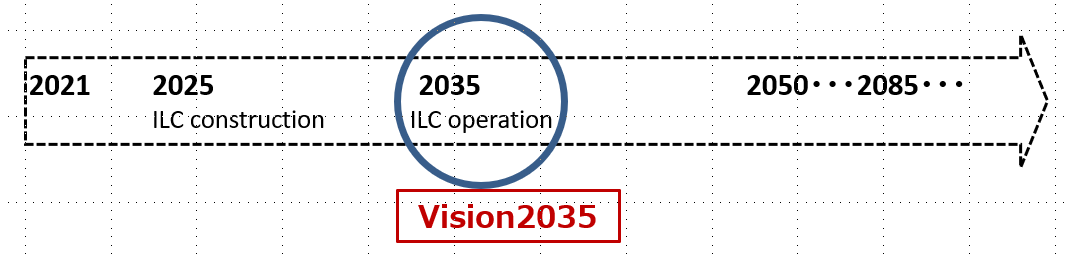 2021 2025 2035 2050・・・2085・・・
ILC construction ILC operation
Vision2035